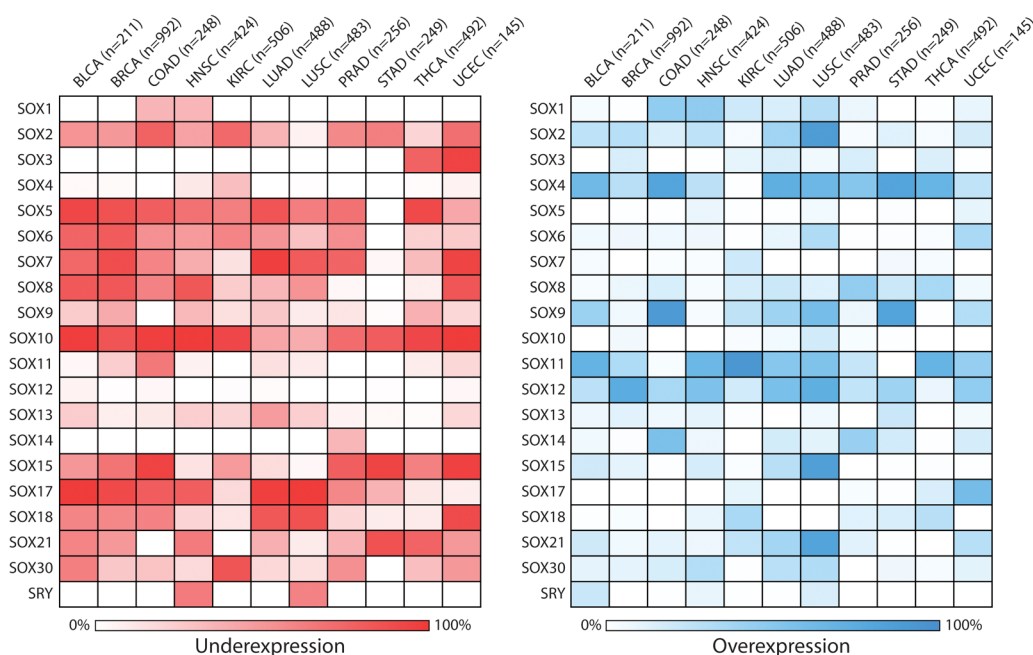 BLCA (n=211)
BRCA (n=992)
COAD (n=248)
HNSC (n=424)
KIRC (n=506)
LUAD (n=488)
LUSC (n=483)
PRAD (n=256)
STAD (n=249)
THCA (n=492)
UCEC (n=145)
SOX1
SOX2
SOX3
SOX4
SOX5
SOX6
SOX7
SOX8
SOX9
SOX10
SOX11
SOX12
SOX13
SOX14
SOX15
SOX17
SOX18
SOX21
SOX30
SRY
0% 100%
Underexpression
BLCA (n=211)
BRCA (n=992)
COAD (n=248)
HNSC (n=424)
KIRC (n=506)
LUAD (n=488)
LUSC (n=483)
PRAD (n=256)
STAD (n=249)
THCA (n=492)
UCEC (n=145)
SOX1
SOX2
SOX3
SOX4
SOX5
SOX6
SOX7
SOX8
SOX9
SOX10
SOX11
SOX12
SOX13
SOX14
SOX15
SOX17
SOX18
SOX21
SOX30
SRY
0% 100%
Overexpression